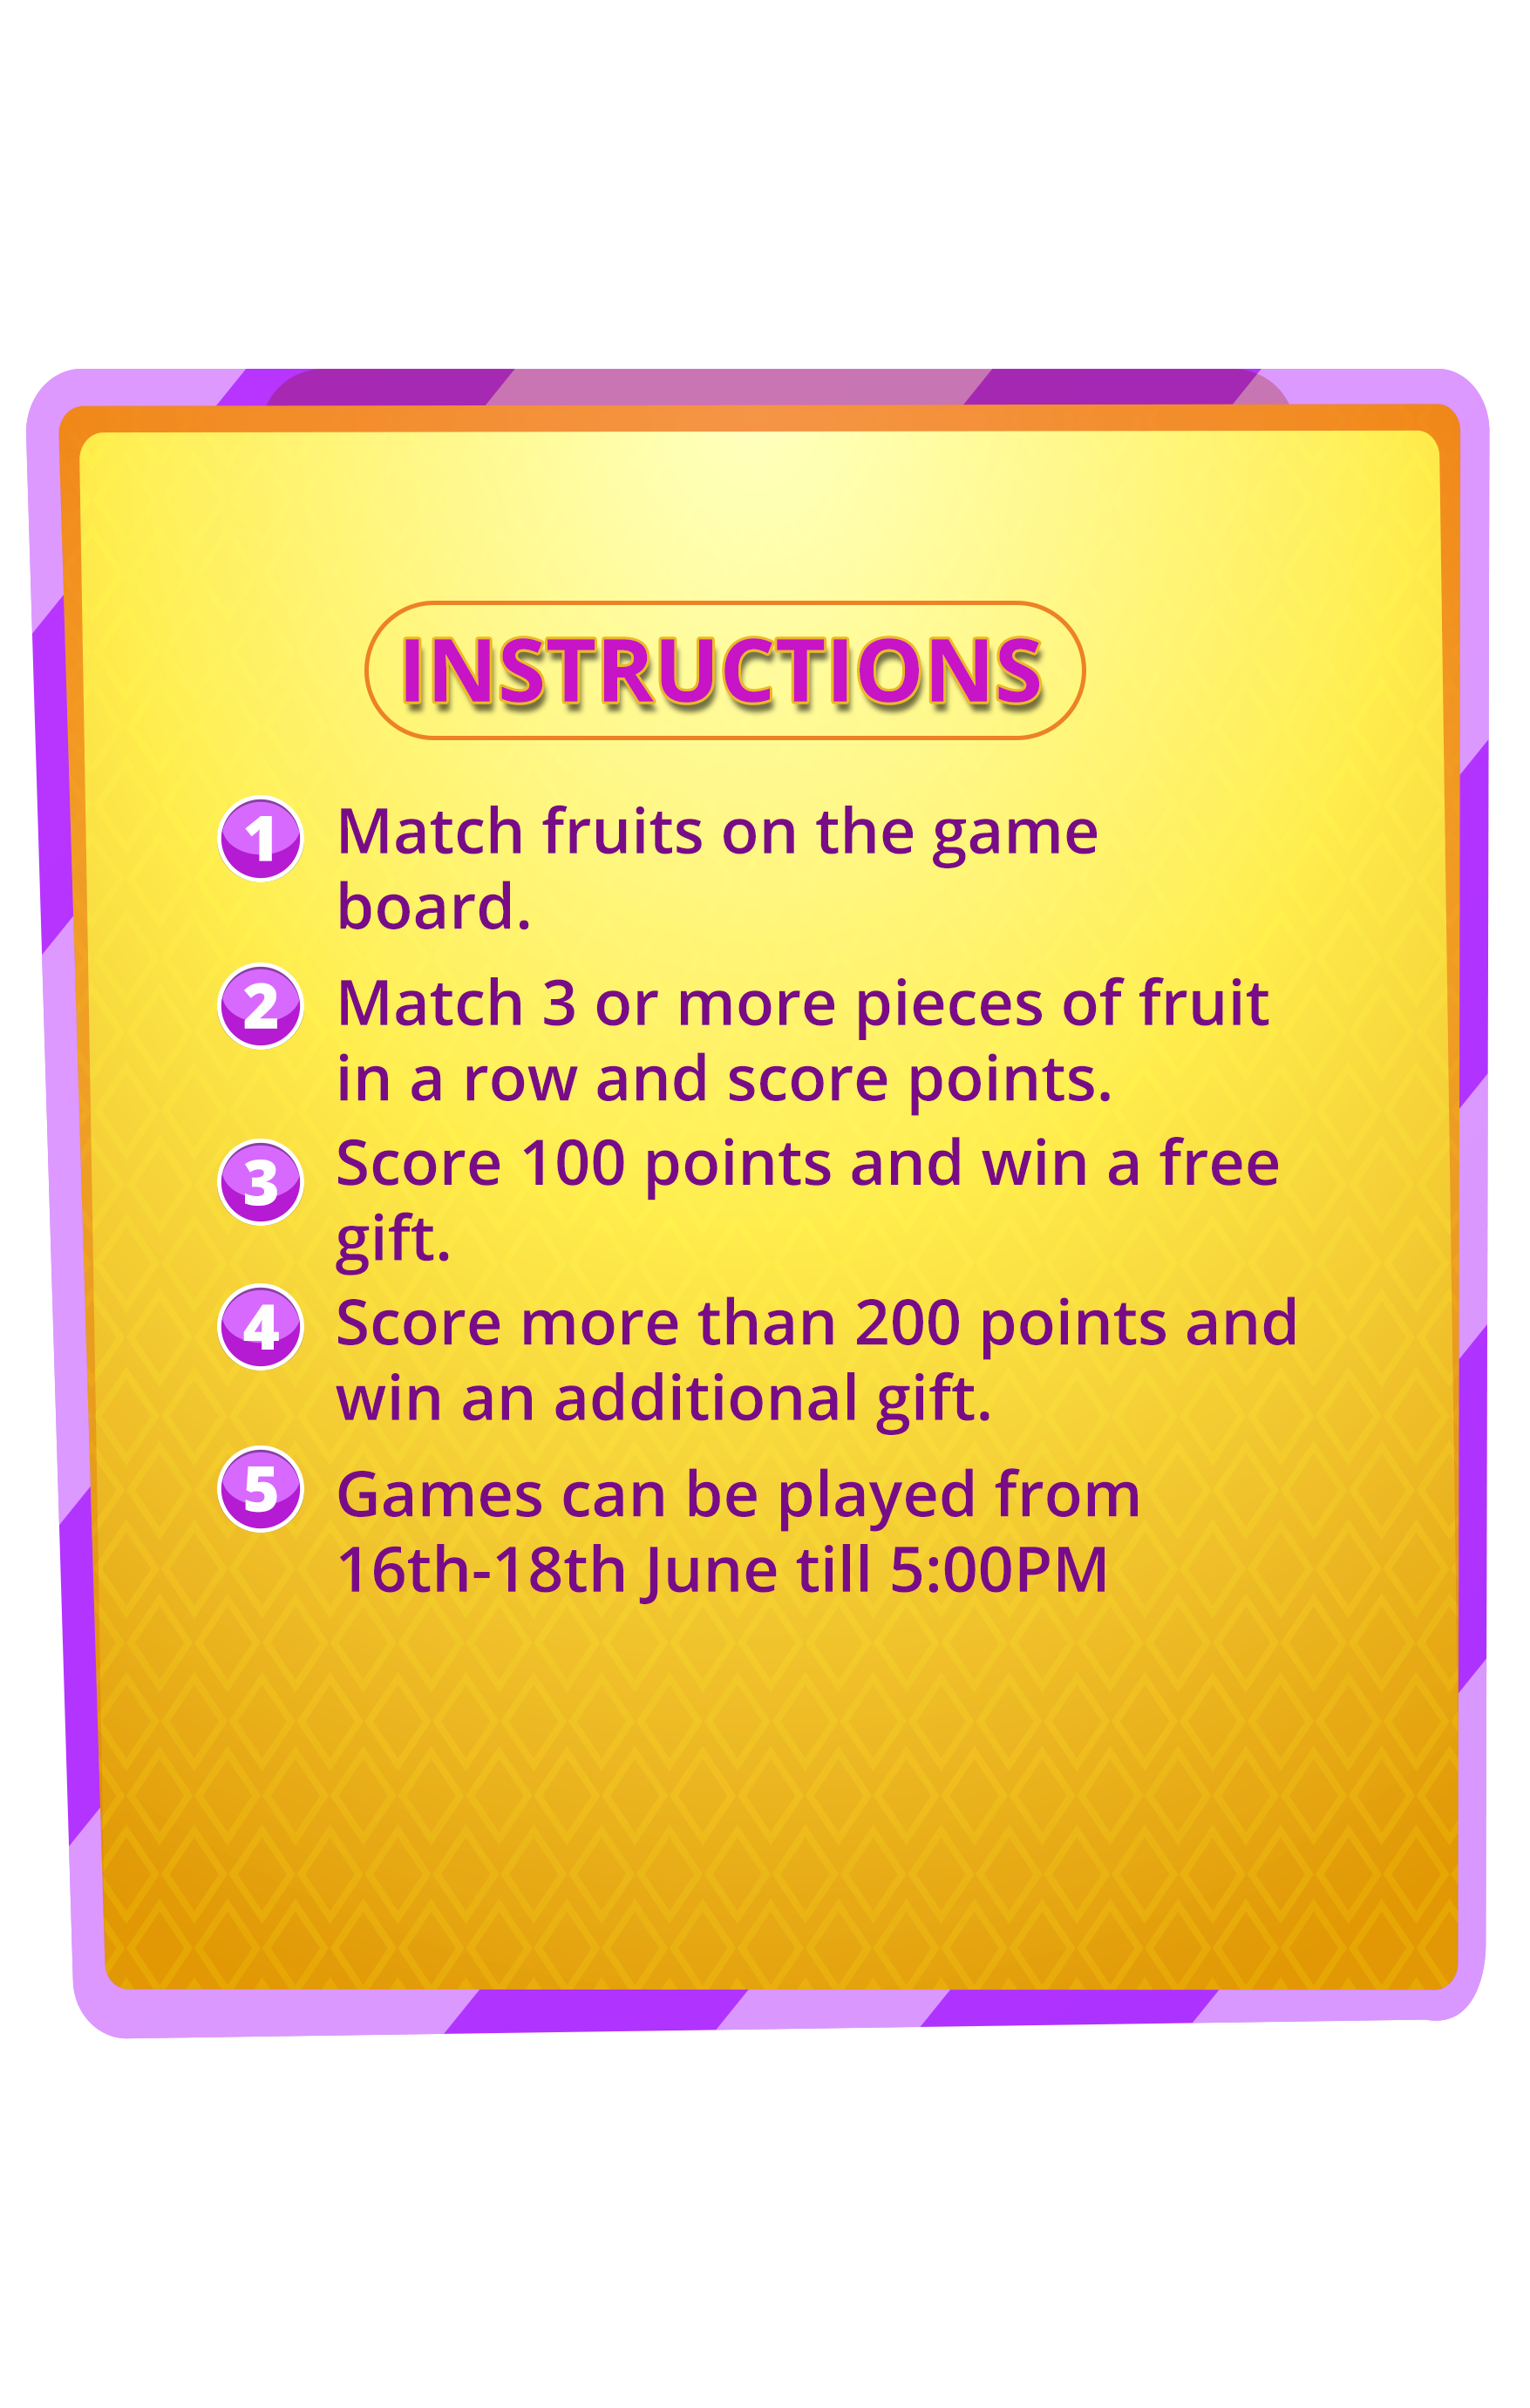 INSTRUCTIONS
1 Match fruits on the game
board.
2 Match 3 or more pieces of fruit
in a row and score points.
3 Score 100 points and win a free
gift.
4 Score more than 200 points and
win an additional gift.
5 Games can be played from
16th-18th June till 5:00PM